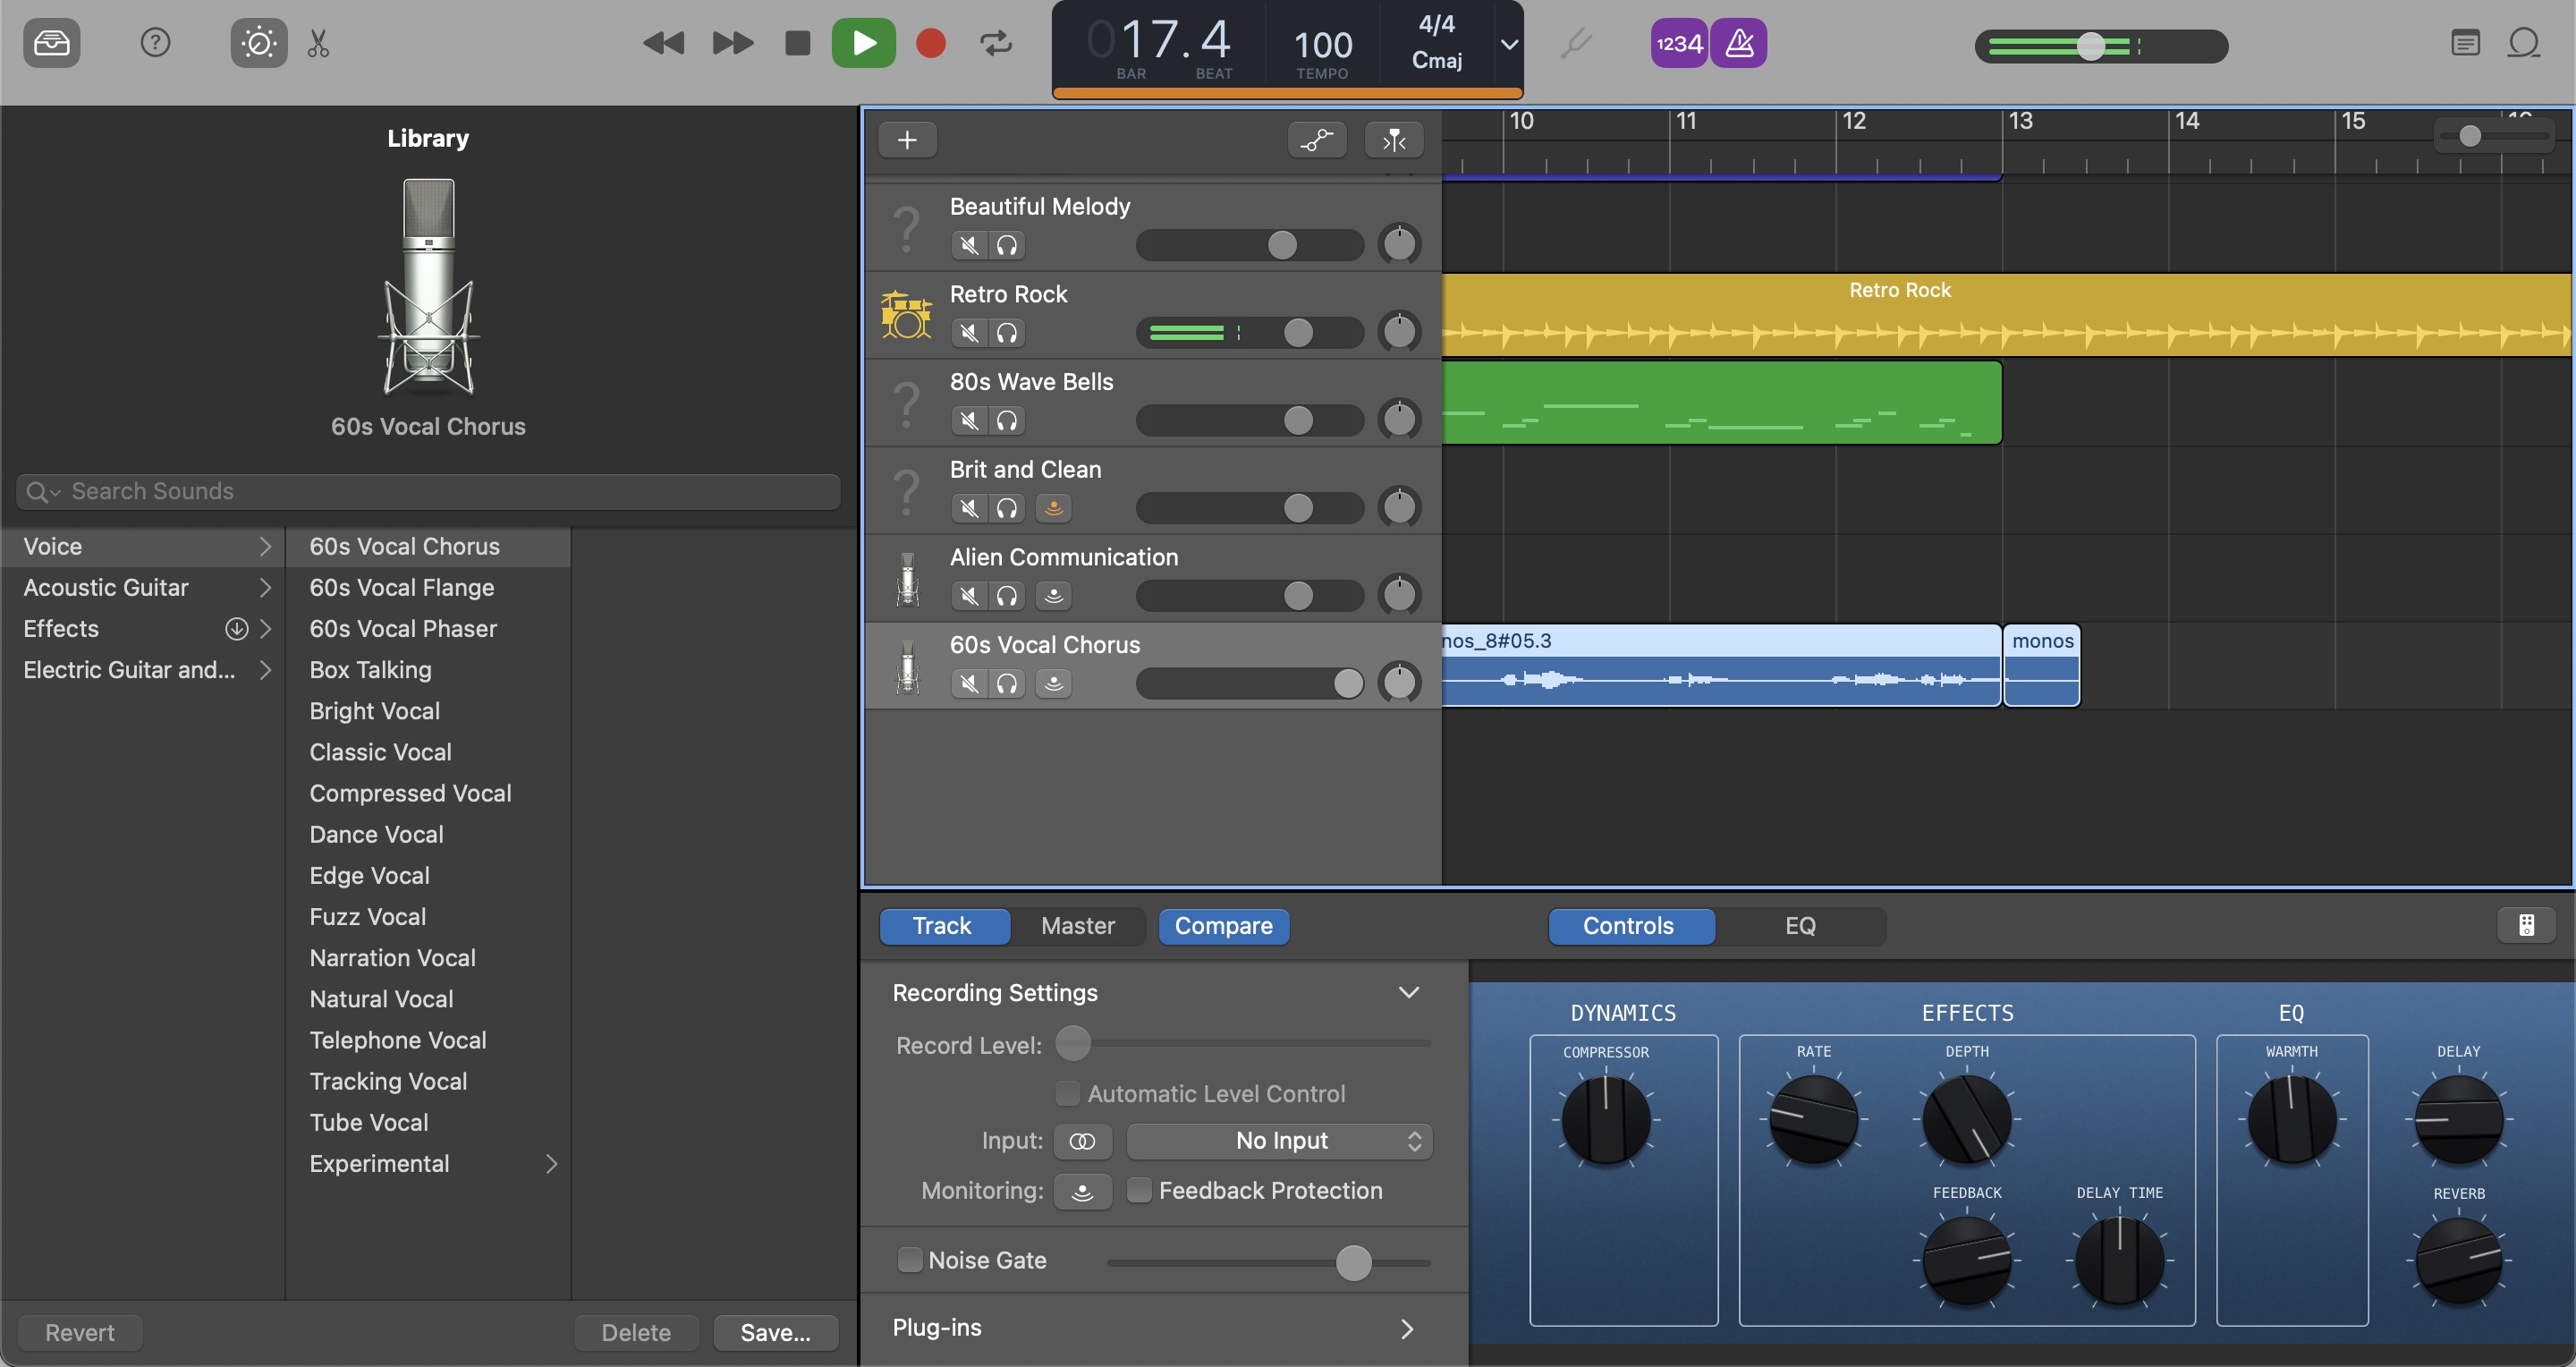 017.4
BAR BEAT
100
TEMPO
4/4
Cmaj
1234
Library
60s Vocal Chorus
Search Sounds
Voice
Acoustic Guitar
Effects
Electric Guitar and...
60s Vocal Chorus
60s Vocal Flange
60s Vocal Phaser
Box Talking
Bright Vocal
Classic Vocal
Compressed Vocal
Dance Vocal
Edge Vocal
Fuzz Vocal
Narration Vocal
Natural Vocal
Telephone Vocal
Tracking Vocal
Tube Vocal
Experimental
Revert
Delete
Save...
10 11 12 13 14 15
Beautiful Melody
Retro Rock
Retro Rock
80s Wave Bells
Brit and Clean
Alien Communication
60s Vocal Chorus
nos_8#05.3
monos
Track Master Compare
Controls EQ
Recording Settings
Record Level:
Automatic Level Control
Input: No Input
Monitoring: Feedback Protection
Noise Gate
Plug-ins
DYNAMICS
COMPRESSOR
EFFECTS
RATE DEPTH
FEEDBACK DELAY TIME
EQ
WARMTH
DELAY
REVERB